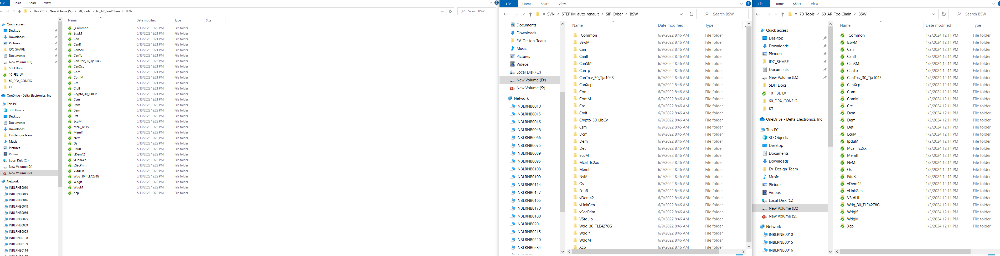 File Home Share View
This PC > New Volume (S:) > 70_Tools > 60_AR_ToolChain > BSW
Search BSW
Quick access
Desktop
Downloads
Pictures
IDC_SHARE
Documents
New Volume (D:)
5DH Docs
10_FBL_LV
60_DPA_CONFIG
KT
OneDrive - Delta Electronics, Inc
This PC
3D Objects
Desktop
Documents
Downloads
EV-Design-Team
Music
Pictures
Videos
Local Disk (C:)
New Volume (D:)
New Volume (S:)
Network
INBLRNB0010
INBLRNB0015
INBLRNB0016
INBLRNB0048
INBLRNB0066
INBLRNB0075
INBLRNB0089
INBLRNB0095
INBLRNB0108
INBLRNB0109
INBLRNB0114
Name Date modified Type Size
_Common 6/13/2023 12:22 PM File folder
BswM 6/13/2023 12:21 PM File folder
Can 6/13/2023 12:21 PM File folder
CanIf 6/13/2023 12:21 PM File folder
CanSM 6/13/2023 12:21 PM File folder
CanTp 6/13/2023 12:22 PM File folder
CanTrcv_30_Tja1043 6/13/2023 12:23 PM File folder
CanXcp 6/13/2023 12:21 PM File folder
Com 6/13/2023 12:21 PM File folder
ComM 6/13/2023 12:21 PM File folder
Crc 6/13/2023 12:21 PM File folder
CryIf 6/13/2023 12:21 PM File folder
Crypto_30_LibCv 6/13/2023 12:22 PM File folder
Csm 6/13/2023 12:21 PM File folder
Dcm 6/13/2023 12:22 PM File folder
Dem 6/13/2023 12:22 PM File folder
Det 6/13/2023 12:22 PM File folder
EcuM 6/13/2023 12:22 PM File folder
Mcal_Tc2xx 6/13/2023 12:22 PM File folder
MemIf 6/13/2023 12:22 PM File folder
NvM 6/13/2023 12:22 PM File folder
Os 6/13/2023 12:22 PM File folder
PduR 6/13/2023 12:22 PM File folder
vDem42 6/13/2023 12:22 PM File folder
vLinkGen 6/13/2023 12:22 PM File folder
vSecPrim 6/13/2023 12:23 PM File folder
VStdLib 6/13/2023 12:22 PM File folder
Wdg_30_TLE4278G 6/13/2023 12:22 PM File folder
WdgIf 6/13/2023 12:22 PM File folder
WdgM 6/13/2023 12:22 PM File folder
Xcp 6/13/2023 12:22 PM File folder
File Home Share View
« SVN > STEP1M_auto_renault > SIP_Cyber > BSW
Search BSW
Documents
Downloads
EV-Design-Team
Music
Pictures
Videos
Local Disk (C:)
New Volume (D:)
New Volume (S:)
Network
INBLRNB0010
INBLRNB0015
INBLRNB0016
INBLRNB0048
INBLRNB0066
INBLRNB0075
INBLRNB0089
INBLRNB0095
INBLRNB0108
INBLRNB0109
INBLRNB0114
INBLRNB0127
INBLRNB0165
INBLRNB0170
INBLRNB0180
INBLRNB0201
INBLRNB0215
INBLRNB0220
INBLRNB0284
Name Date modified Type S
_Common 6/9/2022 8:46 AM File folder
BswM 6/9/2022 8:46 AM File folder
Can 6/9/2022 8:46 AM File folder
CanIf 6/9/2022 8:46 AM File folder
CanSM 6/9/2022 8:46 AM File folder
CanTp 6/9/2022 8:46 AM File folder
CanTrcv_30_Tja1043 6/9/2022 8:46 AM File folder
CanXcp 6/9/2022 8:46 AM File folder
Com 6/9/2022 8:46 AM File folder
ComM 6/9/2022 8:46 AM File folder
Crc 6/9/2022 8:46 AM File folder
CryIf 6/9/2022 8:46 AM File folder
Crypto_30_LibCv 6/9/2022 8:46 AM File folder
Csm 6/9/2022 8:45 AM File folder
Dcm 6/9/2022 8:45 AM File folder
Dem 6/9/2022 8:46 AM File folder
Det 6/9/2022 8:46 AM File folder
EcuM 6/9/2022 8:46 AM File folder
Mcal_Tc2xx 6/9/2022 8:46 AM File folder
MemIf 6/9/2022 8:46 AM File folder
NvM 6/9/2022 8:46 AM File folder
Os 6/9/2022 8:46 AM File folder
PduR 6/9/2022 8:46 AM File folder
vDem42 6/9/2022 8:46 AM File folder
vLinkGen 6/9/2022 8:46 AM File folder
vSecPrim 6/9/2022 8:46 AM File folder
VStdLib 6/9/2022 8:46 AM File folder
Wdg_30_TLE4278G 6/9/2022 8:46 AM File folder
WdgIf 6/9/2022 8:46 AM File folder
WdgM 6/9/2022 8:46 AM File folder
Xcp 6/9/2022 8:46 AM File folder
File Home Share View
« 70_Tools > 60_AR_ToolChain > BSW
Search BSW
Quick access
Desktop
Downloads
Pictures
IDC_SHARE
Documents
New Volume (D:)
5DH Docs
10_FBL_LV
60_DPA_CONFIG
KT
OneDrive - Delta Electronics, Inc
This PC
3D Objects
Desktop
Documents
Downloads
EV-Design-Team
Music
Pictures
Videos
Local Disk (C:)
New Volume (D:)
New Volume (S:)
Network
INBLRNB0010
INBLRNB0015
INBLRNB0016
Name Date modified Type
_Common 1/2/2024 12:11 PM File folder
BswM 1/2/2024 12:11 PM File folder
Can 1/2/2024 12:11 PM File folder
CanIf 1/2/2024 12:11 PM File folder
CanSM 1/2/2024 12:11 PM File folder
CanTp 1/2/2024 12:11 PM File folder
CanTrcv_30_Tja1043 1/2/2024 12:11 PM File folder
CanXcp 1/2/2024 12:11 PM File folder
Com 1/2/2024 12:11 PM File folder
ComM 1/2/2024 12:11 PM File folder
Crc 1/2/2024 12:11 PM File folder
Dcm 1/2/2024 12:11 PM File folder
Dem 1/2/2024 12:11 PM File folder
Det 1/2/2024 12:11 PM File folder
EcuM 1/2/2024 12:11 PM File folder
IpduM 1/2/2024 12:11 PM File folder
Mcal_Tc2xx 1/2/2024 12:11 PM File folder
MemIf 1/2/2024 12:11 PM File folder
NvM 1/2/2024 12:11 PM File folder
Os 1/2/2024 12:11 PM File folder
PduR 1/2/2024 12:11 PM File folder
vDem42 1/2/2024 12:11 PM File folder
vLinkGen 1/2/2024 12:11 PM File folder
VStdLib 1/2/2024 12:11 PM File folder
Wdg_30_TLE4278G 1/2/2024 12:11 PM File folder
WdgIf 1/2/2024 12:11 PM File folder
WdgM 1/2/2024 12:11 PM File folder
Xcp 1/2/2024 12:11 PM File folder